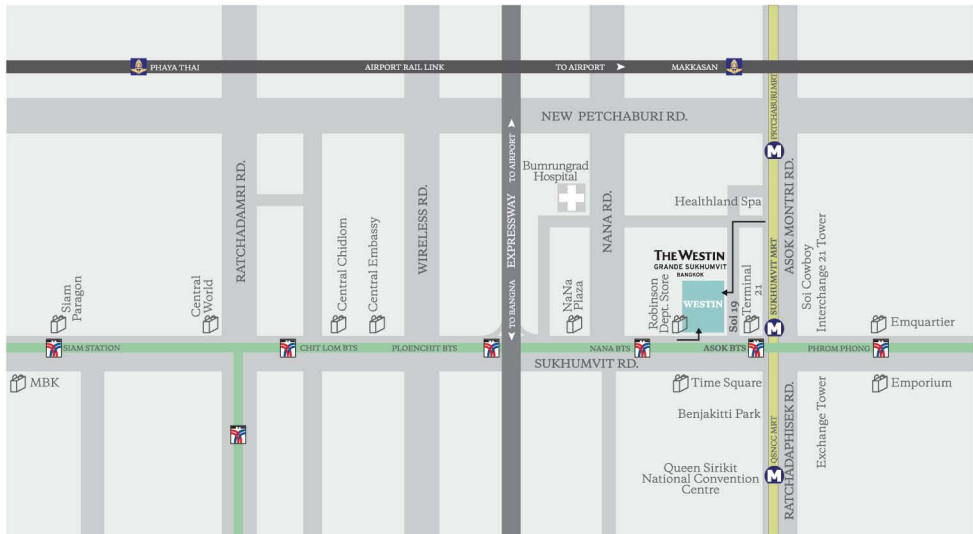 PHAYA THAI
AIRPORT RAIL LINK
TO AIRPORT
MAKKASAN
NEW PETCHABURI RD.
PRTCHABURI MRT
M
RATCHADAMRI RD.
WIRELESS RD.
TO AIRPORT
EXPRESSWAY
TO BANGNA
Bumrungrad
Hospital
NANA RD.
Healthland Spa
ASOK MONTRI RD.
SUKHUMVIT MRT
THE WESTIN
GRANDE SUKHUMVIT
BANGKOK
WESTIN
Siam
Paragon
Central
World
Central Chidlom
Central Embassy
NaNa
Plaza
Robinson
Dept. Store
Soi 19
Terminal
21
M
Soi Cowboy
Interchange 21 Tower
Emquartier
SIAM STATION
CHIT LOM BTS
PLOENCHIT BTS
NANA BTS
ASOK BTS
PHROM PHONG
SUKHUMVIT RD.
MBK
Time Square
Emporium
Benjakitti Park
QSNCC MRT
RATCHADAPHISEK RD.
Exchange Tower
Queen Sirikit
National Convention
Centre
M